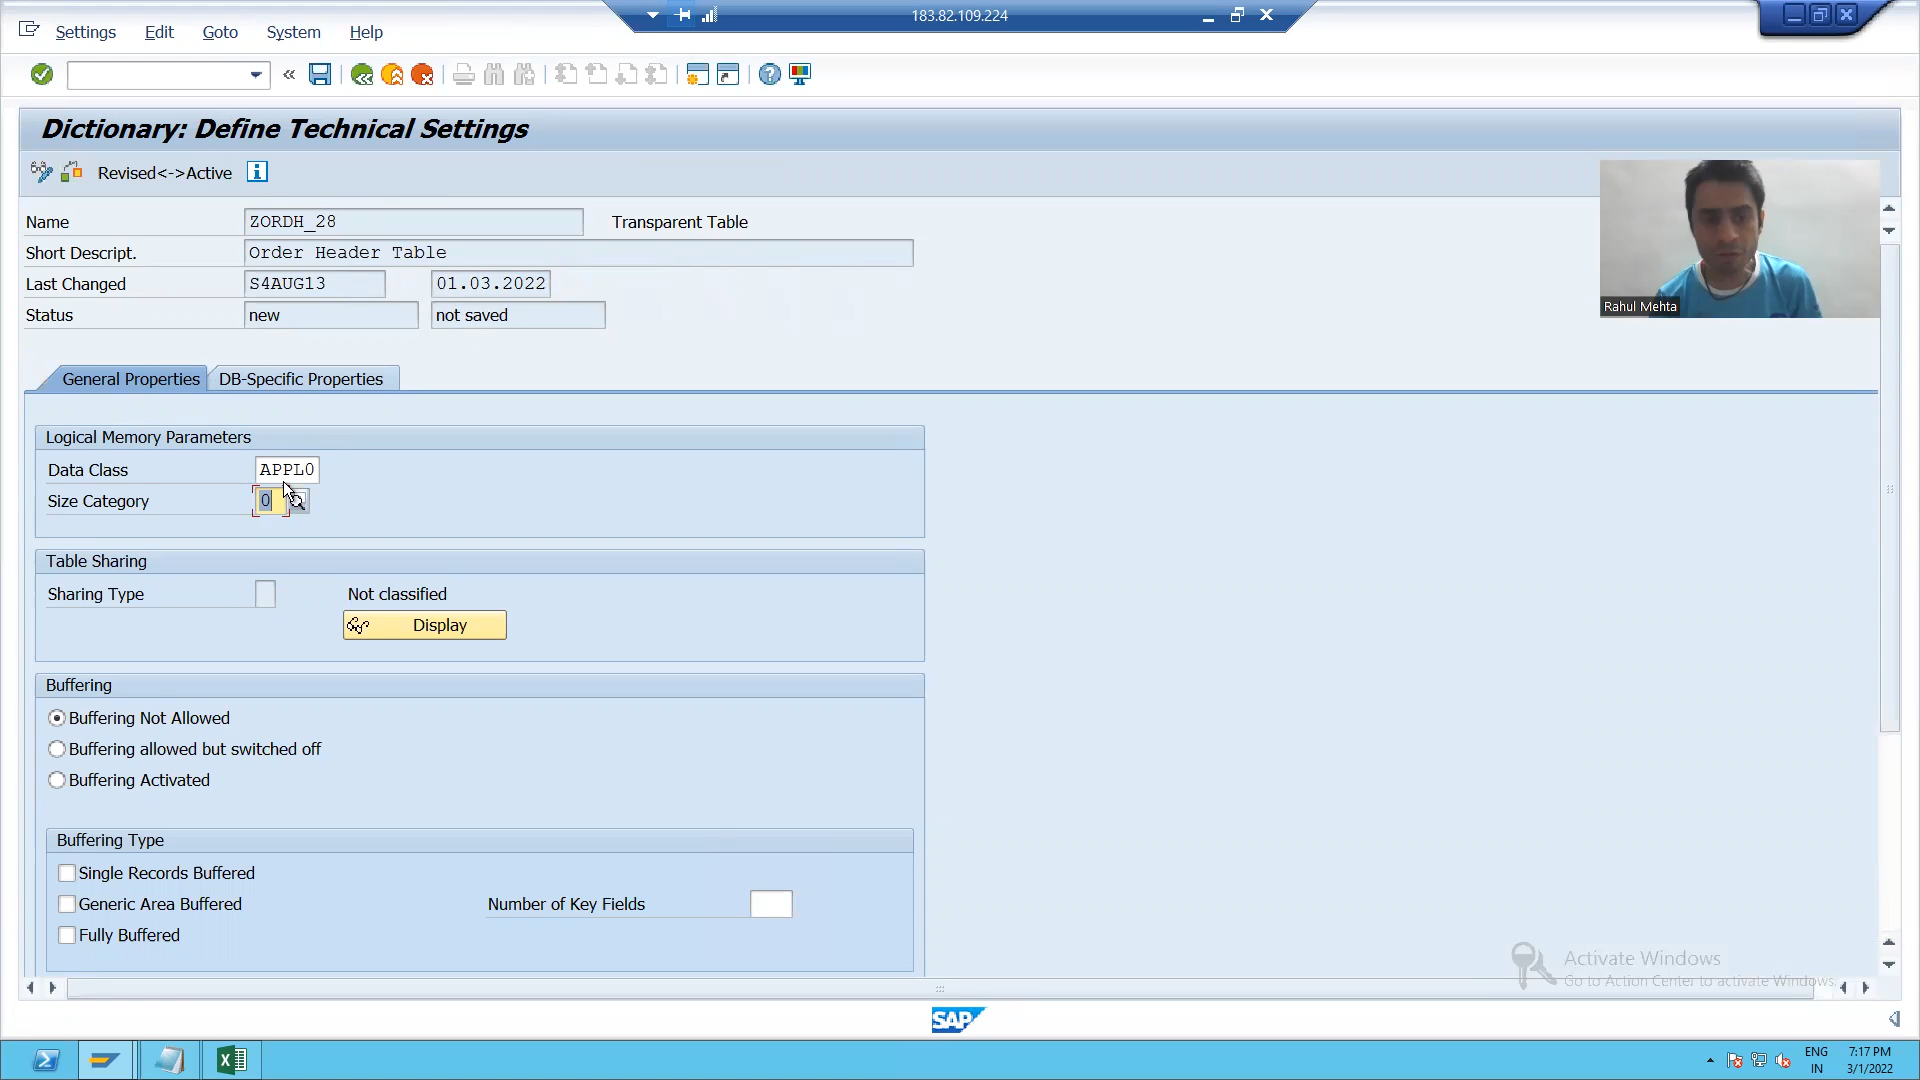 183.82.109.224
Settings Edit Goto System Help
Dictionary: Define Technical Settings
Revised<->Active
Name ZORDH_28 Transparent Table
Short Descript. Order Header Table
Last Changed S4AUG13 01.03.2022
Status new not saved
Rahul Mehta
General Properties DB-Specific Properties
Logical Memory Parameters
Data Class APPL0
Size Category 0
Table Sharing
Sharing Type Not classified
Display
Buffering
Buffering Not Allowed
Buffering allowed but switched off
Buffering Activated
Buffering Type
Single Records Buffered
Generic Area Buffered Number of Key Fields
Fully Buffered
Activate Windows
Go to Action Center to activate Windows.
SAP
ENG 7:17 PM
IN 3/1/2022